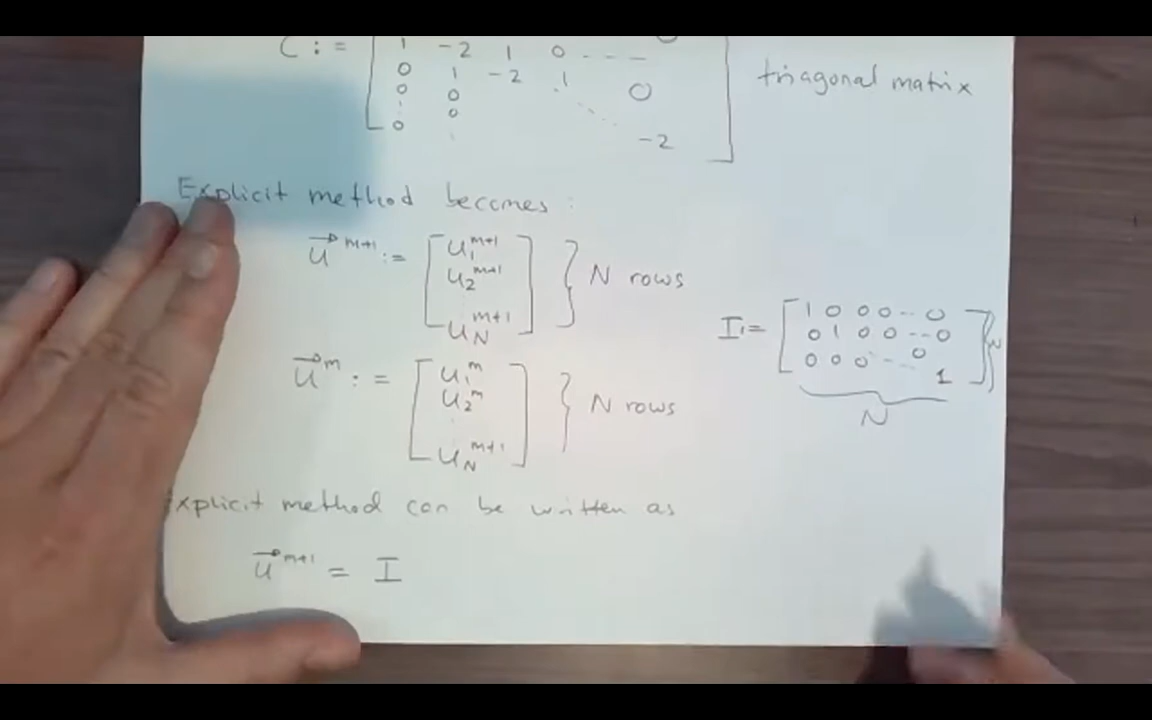 C := [ 1 -2 1 0 - - - 0
0 1 -2 1
0 0 0
: 0
0 -2 ]
triagonal matrix
Explicit method becomes :
u^{m+1} := [ u_1^{m+1}
u_2^{m+1}
u_N^{m+1} ] } N rows
I := [ 1 0 0 0 -- 0
0 1 0 0 -- 0
0 0 0 -- 0
1 ] } N
N
u^m := [ u_1^m
u_2^m
:
u_N^{m+1} ] } N rows
Explicit method can be written as
u^{m+1} = I